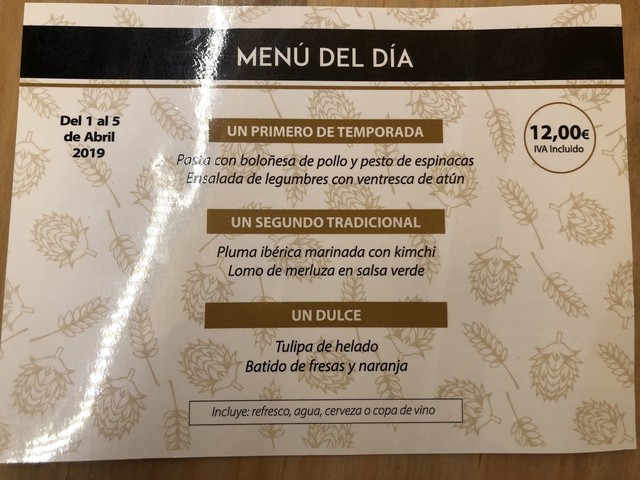 MENÚ DEL DÍA
Del 1 al 5
de Abril
2019
12,00€
IVA Incluido
UN PRIMERO DE TEMPORADA
Pasta con boloñesa de pollo y pesto de espinacas
Ensalada de legumbres con ventresca de atún
UN SEGUNDO TRADICIONAL
Pluma ibérica marinada con kimchi
Lomo de merluza en salsa verde
UN DULCE
Tulipa de helado
Batido de fresas y naranja
Incluye: refresco, agua, cerveza o copa de vino